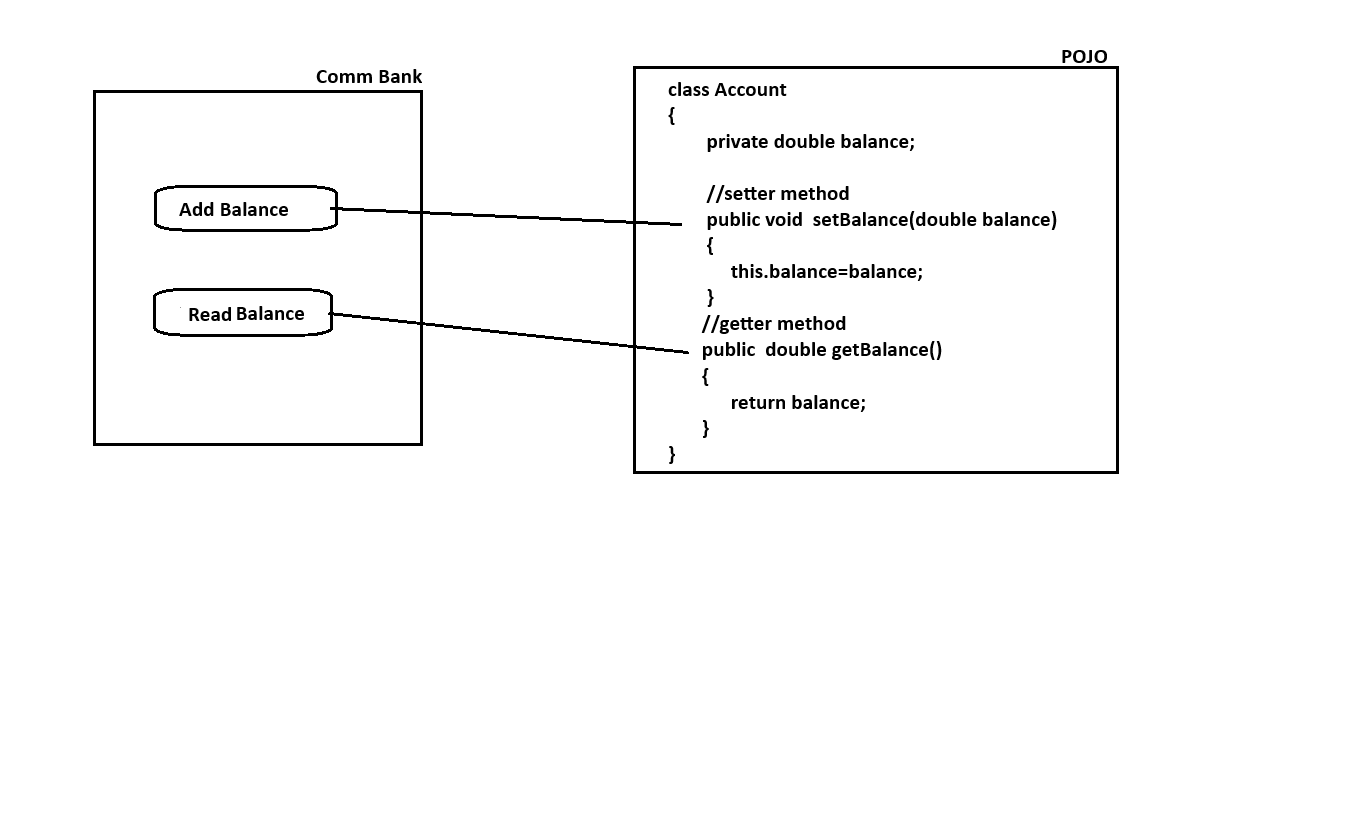 Comm Bank
Add Balance
Read Balance
POJO
class Account
{
private double balance;
//setter method
public void  setBalance(double balance)
{
this.balance=balance;
}
//getter method
public  double getBalance()
{
return balance;
}
}